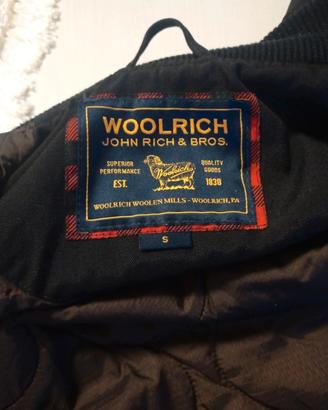 WOOLRICH
JOHN RICH & BROS.
SUPERIOR PERFORMANCE
QUALITY GOODS
Woolrich
EST. 1830
WOOLRICH WOOLEN MILLS - WOOLRICH, PA
S